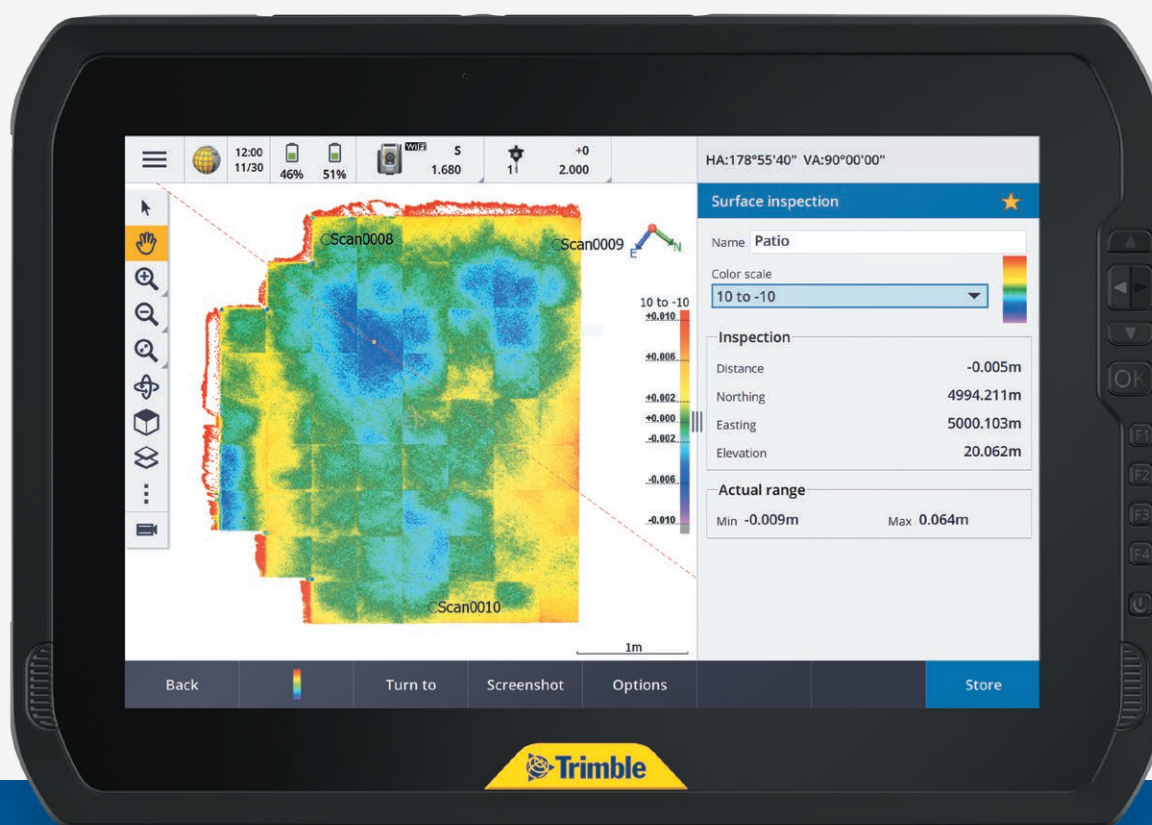 12:00
11/30
46%
51%
WiFi
S
1.680
1
+0
2.000
HA:178°55'40" VA:90°00'00"
Surface inspection
Name Patio
Color scale
10 to -10
Inspection
Distance -0.005m
Northing 4994.211m
Easting 5000.103m
Elevation 20.062m
Actual range
Min -0.009m Max 0.064m
Scan0008
Scan0009
E
N
10 to -10
+0.010
+0.006
+0.002
+0.000
-0.002
-0.006
-0.010
Scan0010
1m
Back
Turn to
Screenshot
Options
Store
OK
F1
F2
F3
F4
Trimble